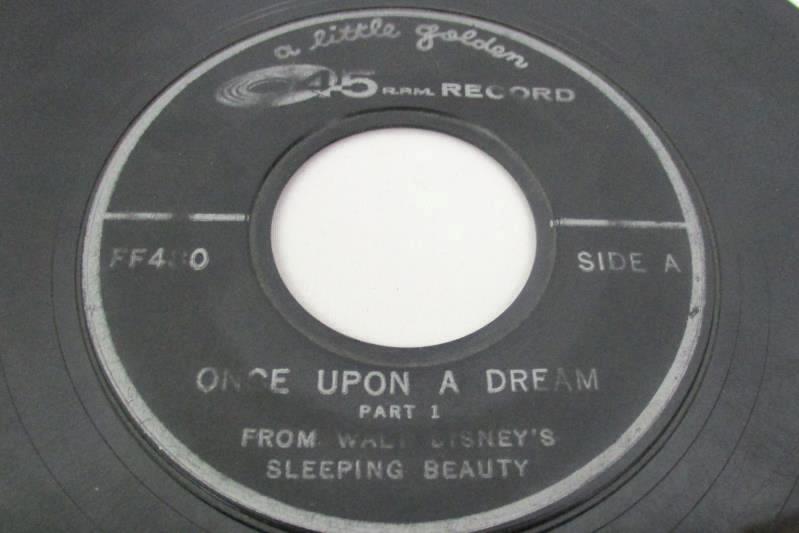 a little golden
45 R.P.M. RECORD
SIDE A
ONCE UPON A DREAM
PART 1
FROM WALT DISNEY'S
SLEEPING BEAUTY